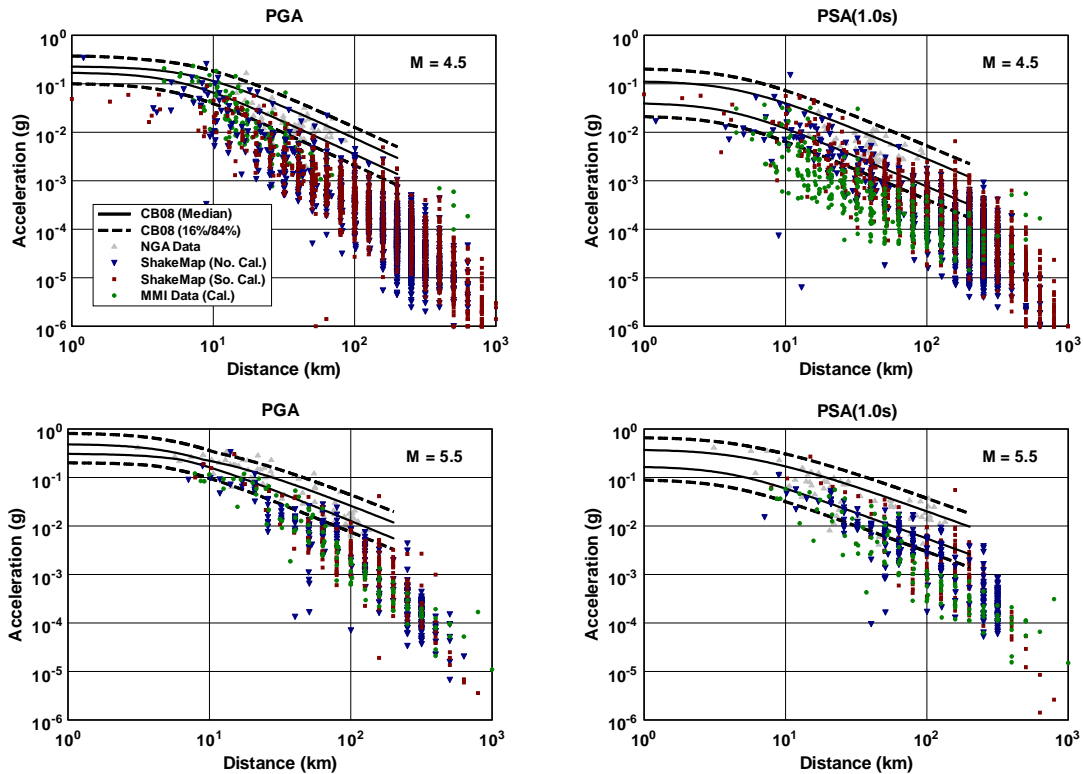 PGA
M = 4.5
Acceleration (g)
10^0
10^-1
10^-2
10^-3
10^-4
10^-5
10^-6
CB08 (Median)
CB08 (16%/84%)
NGA Data
ShakeMap (No. Cal.)
ShakeMap (So. Cal.)
MMI Data (Cal.)
10^0 10^1 10^2 10^3
Distance (km)
PSA(1.0s)
M = 4.5
Acceleration (g)
10^0
10^-1
10^-2
10^-3
10^-4
10^-5
10^-6
10^0 10^1 10^2 10^3
Distance (km)
PGA
M = 5.5
Acceleration (g)
10^0
10^-1
10^-2
10^-3
10^-4
10^-5
10^-6
10^0 10^1 10^2 10^3
Distance (km)
PSA(1.0s)
M = 5.5
Acceleration (g)
10^0
10^-1
10^-2
10^-3
10^-4
10^-5
10^-6
10^0 10^1 10^2 10^3
Distance (km)